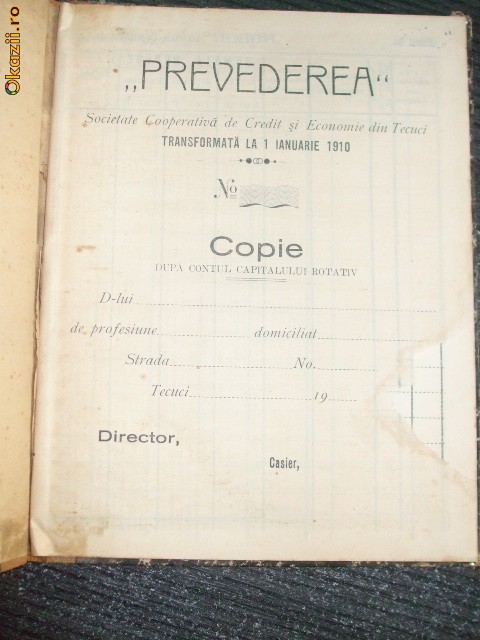 Okazii.ro
„PREVEDEREA“
Societate Cooperativă de Credit și Economie din Tecuci
TRANSFORMATĂ LA 1 IANUARIE 1910
No
Copie
DUPĂ CONTUL CAPITALULUI ROTATIV
D-lui
de profesiune domiciliat
Strada No.
Tecuci 19
Director,
Casier,